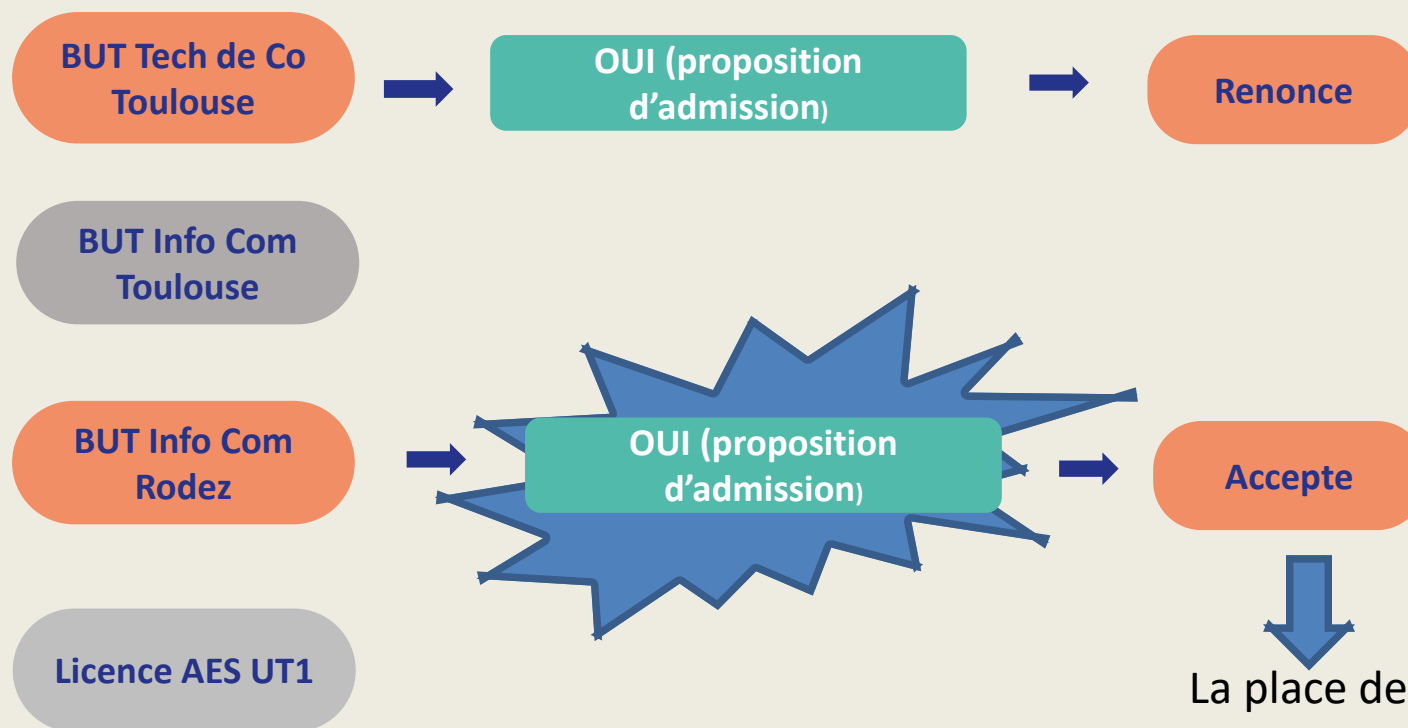 BUT Tech de Co
Toulouse
OUI (proposition
d’admission)
Renonce
BUT Info Com
Toulouse
BUT Info Com
Rodez
OUI (proposition
d’admission)
Accepte
Licence AES UT1
La place de